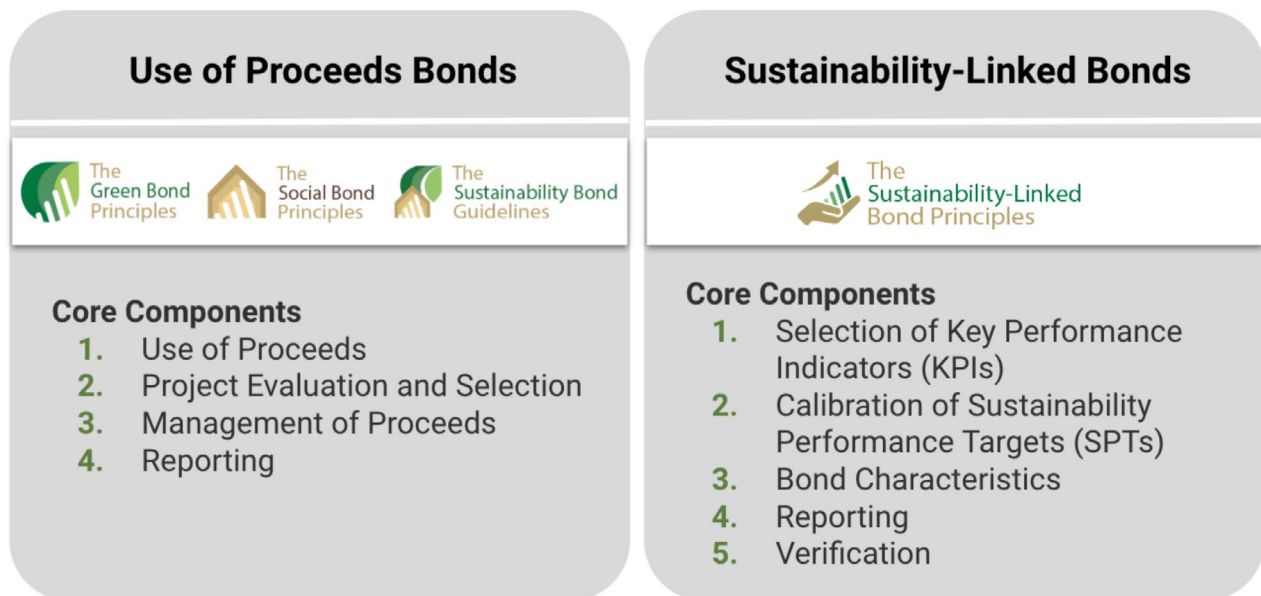 Use of Proceeds Bonds
The
Green Bond
Principles
The
Social Bond
Principles
The
Sustainability Bond
Guidelines
Core Components
1. Use of Proceeds
2. Project Evaluation and Selection
3. Management of Proceeds
4. Reporting
Sustainability-Linked Bonds
The
Sustainability-Linked
Bond Principles
Core Components
1. Selection of Key Performance
Indicators (KPIs)
2. Calibration of Sustainability
Performance Targets (SPTs)
3. Bond Characteristics
4. Reporting
5. Verification